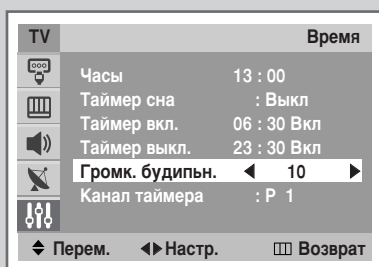 TV Время
Часы 13 : 00
Таймер сна : Выкл
Таймер вкл. 06 : 30 Вкл
Таймер выкл. 23 : 30 Вкл
Громк. будипьн. ◀ 10 ▶
Канал таймера : P 1
Перем. Настр. Возврат